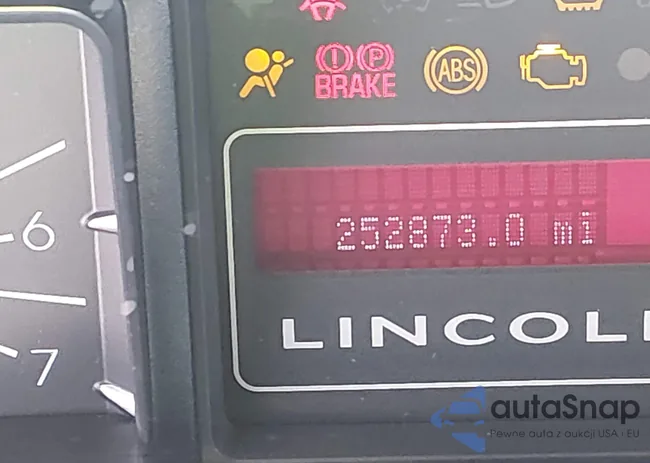 BRAKE
ABS
252873.0 mi
6
LINCOL
7
autaSnap
Pewne auta z aukcji USA · EU